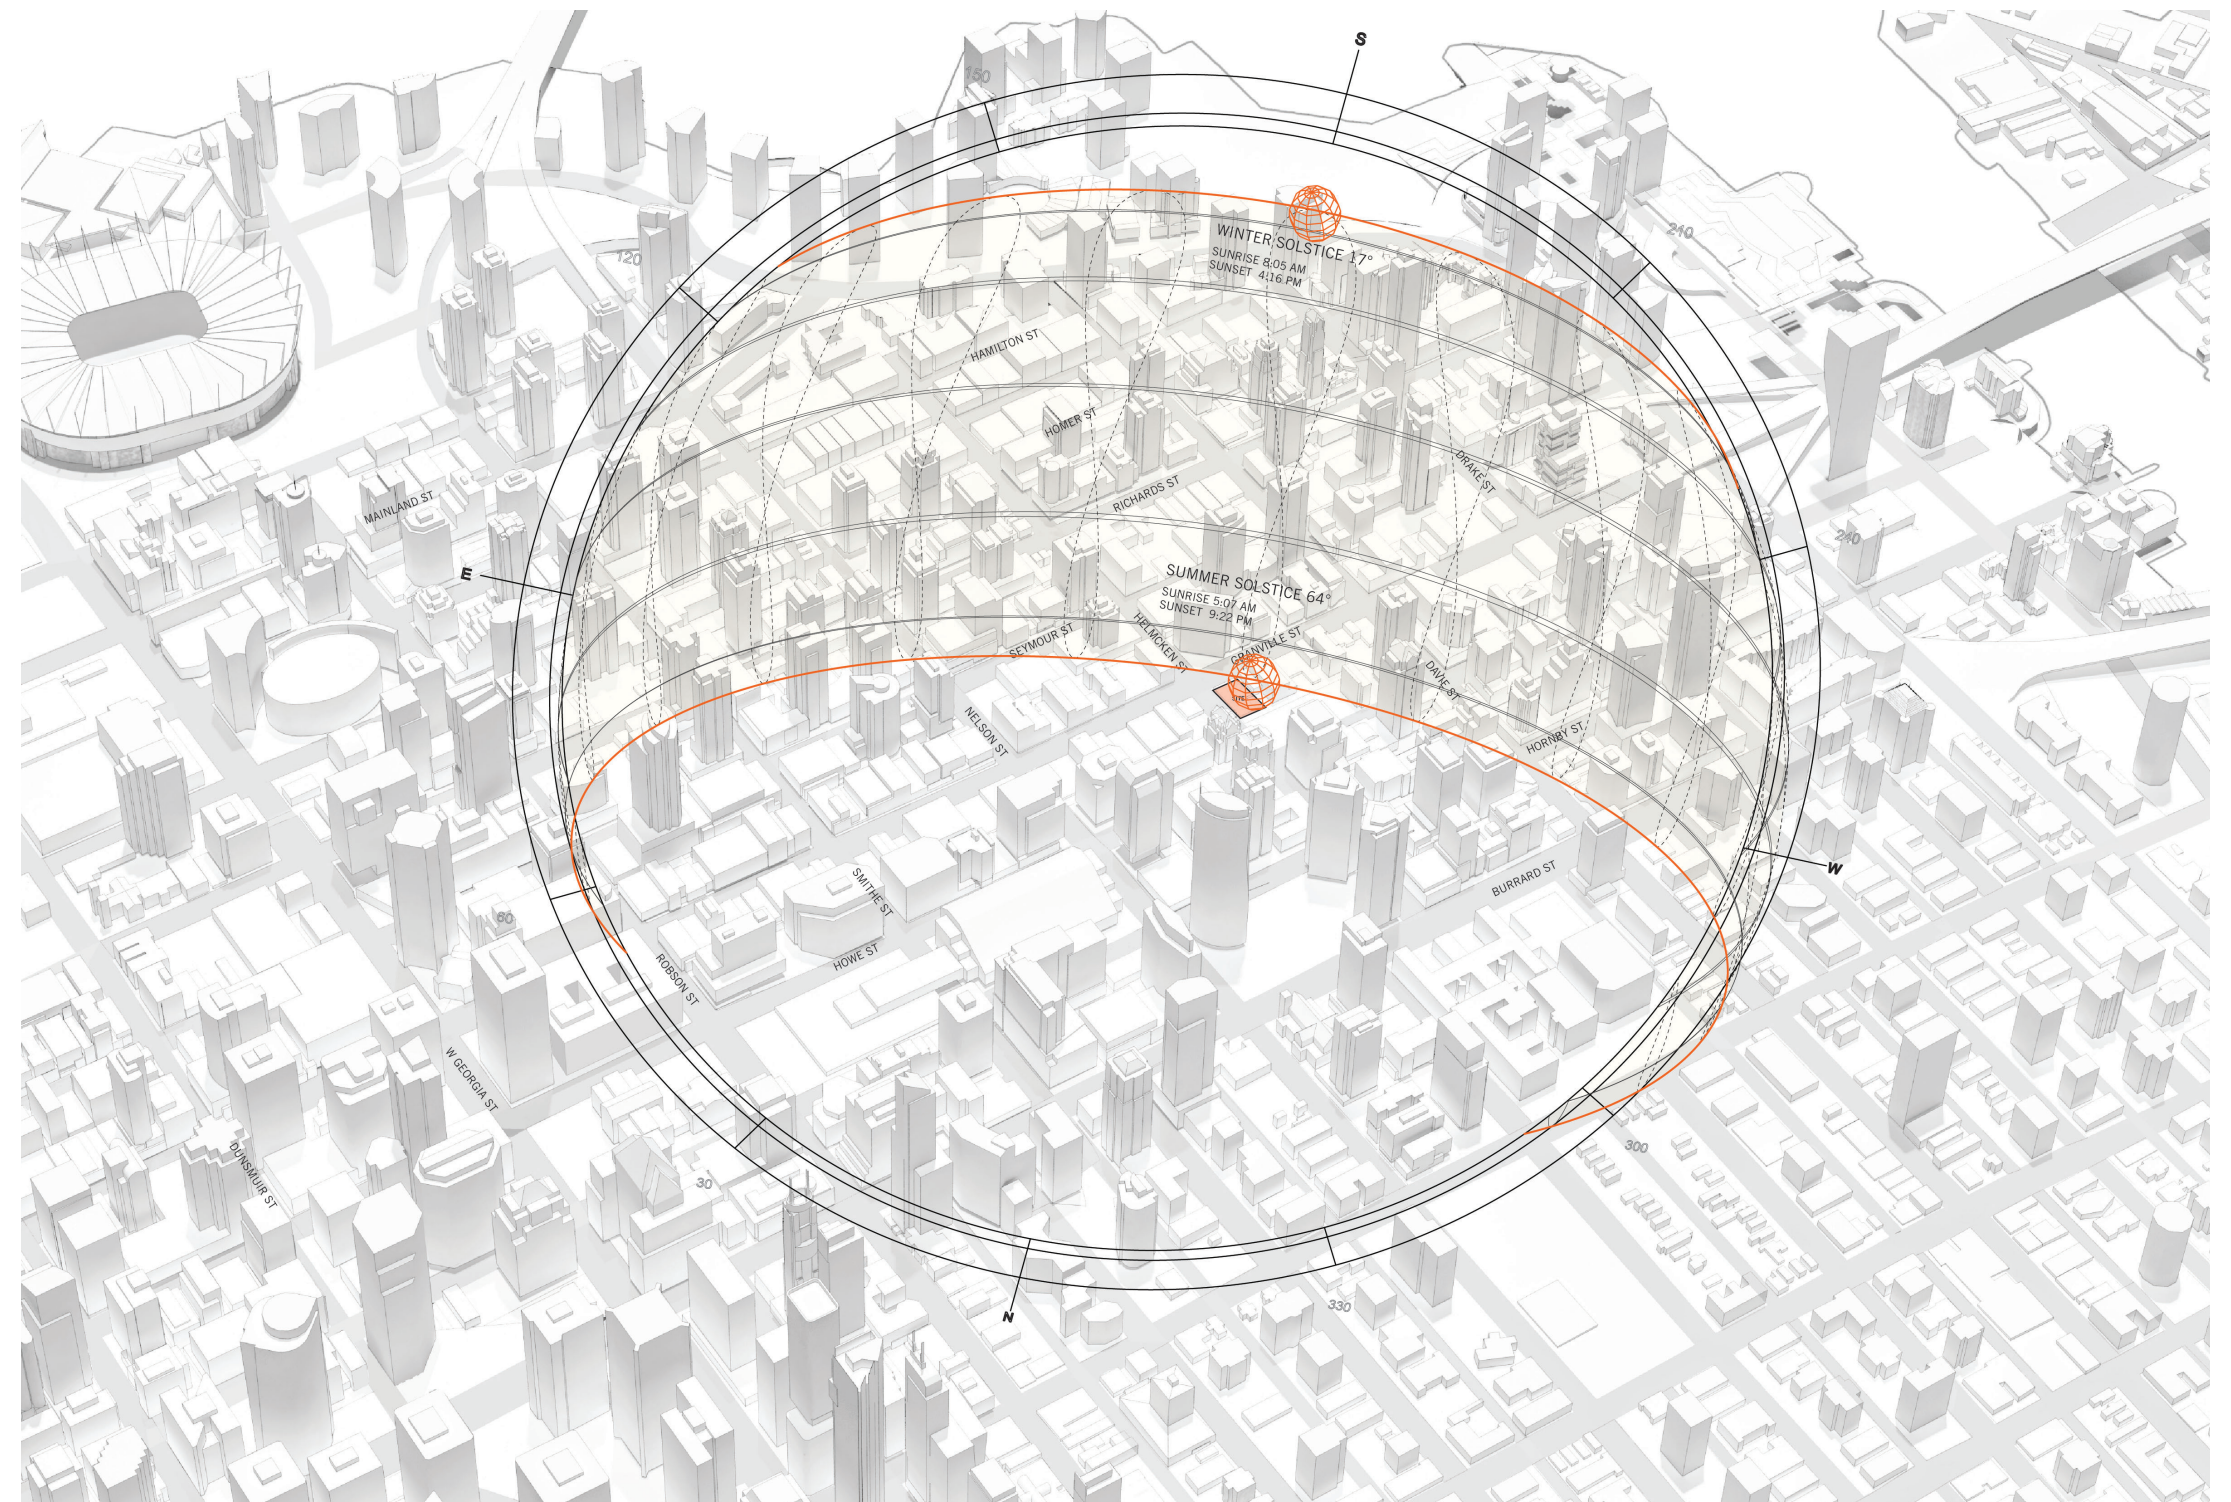 S
150
210
120
WINTER SOLSTICE 17°
SUNRISE 8:05 AM
SUNSET 4:16 PM
HAMILTON ST
HOMER ST
DRAKE ST
RICHARDS ST
MAINLAND ST
240
E
SUMMER SOLSTICE 64°
SUNRISE 5:07 AM
SUNSET 9:22 PM
SEYMOUR ST
HELMCKEN ST
GRANVILLE ST
DAVIE ST
SITE
NELSON ST
HORNBY ST
W
BURRARD ST
SMITHE ST
60
HOWE ST
ROBSON ST
W GEORGIA ST
DUNSMUIR ST
30
300
330
N